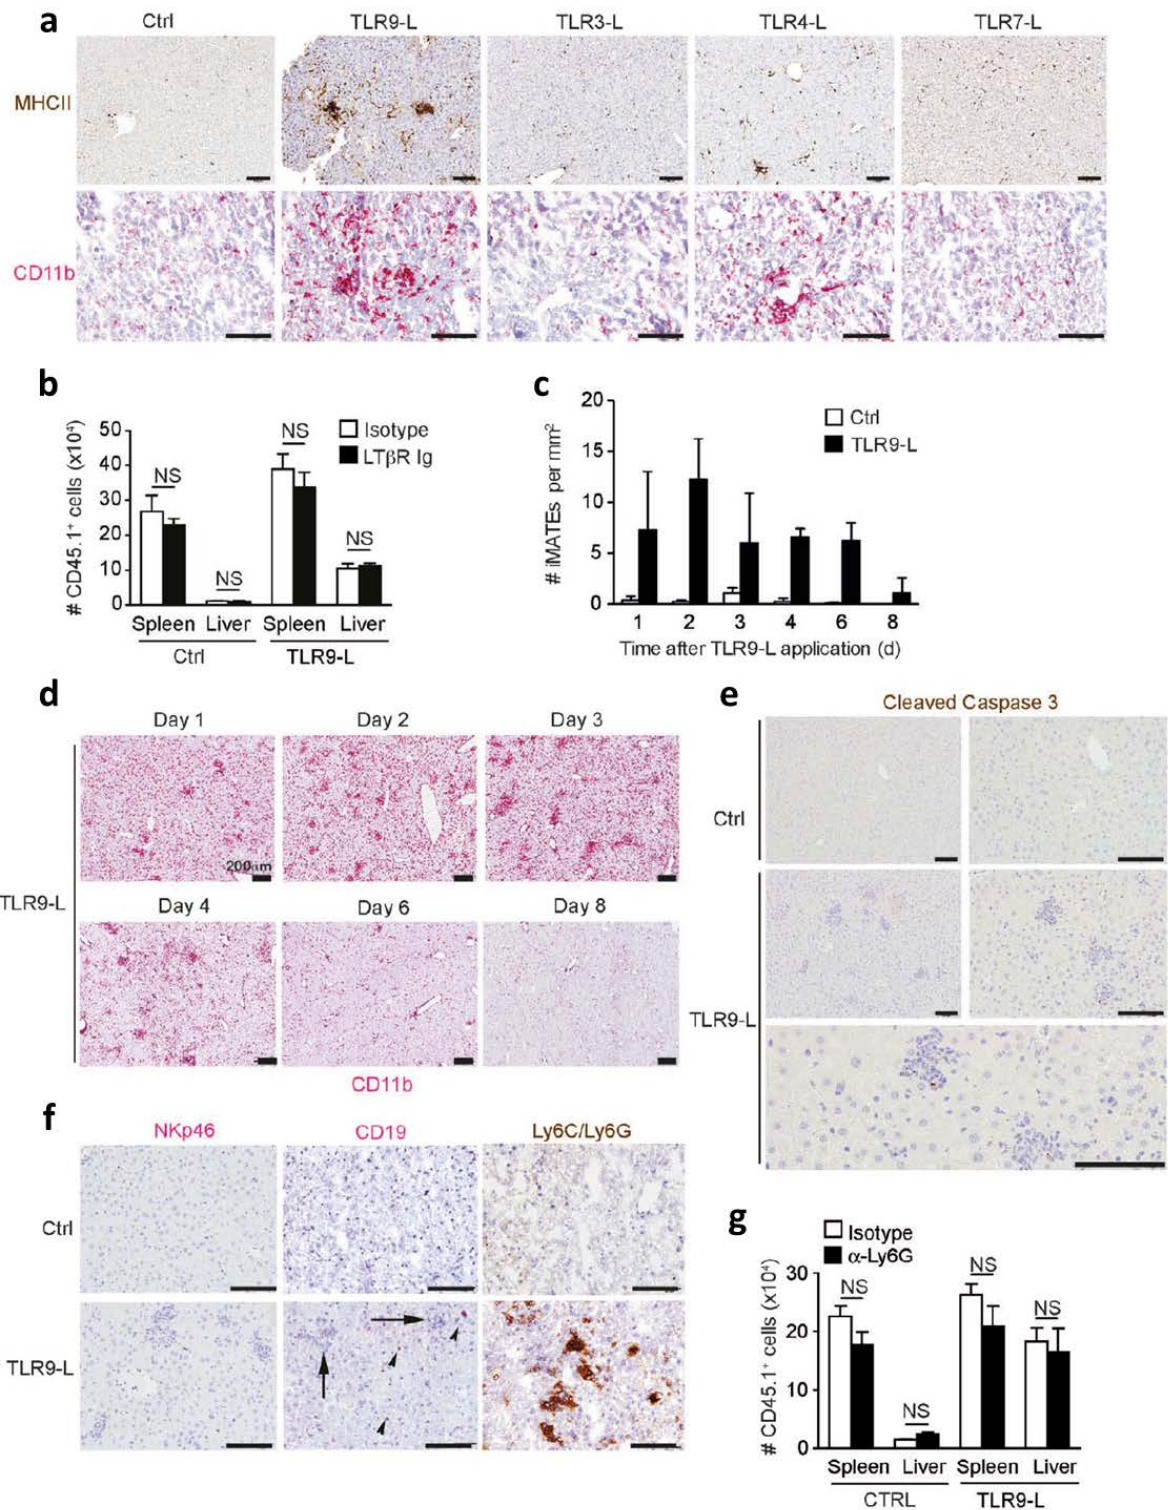 a
Ctrl TLR9-L TLR3-L TLR4-L TLR7-L
MHCII
CD11b
b
# CD45.1⁺ cells (x10⁴)
50
40
30
20
10
0
Isotype
LTβR Ig
NS NS NS NS
Spleen Liver Spleen Liver
Ctrl TLR9-L
c
# iMATEs per mm²
20
15
10
5
0
Ctrl
TLR9-L
1 2 3 4 6 8
Time after TLR9-L application (d)
d
Day 1 Day 2 Day 3
200 m
TLR9-L
Day 4 Day 6 Day 8
CD11b
e
Cleaved Caspase 3
Ctrl
TLR9-L
f
NKp46 CD19 Ly6C/Ly6G
Ctrl
TLR9-L
g
Isotype
α-Ly6G
# CD45.1⁺ cells (x10⁴)
30
20
10
0
NS NS NS NS
Spleen Liver Spleen Liver
CTRL TLR9-L